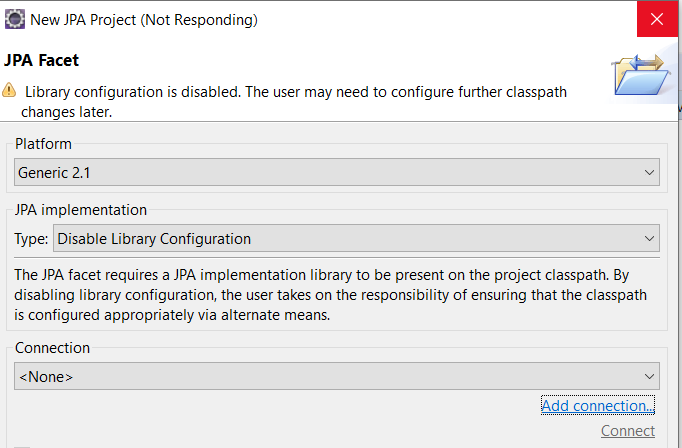 New JPA Project (Not Responding)
JPA Facet
Library configuration is disabled. The user may need to configure further classpath
changes later.
Platform
Generic 2.1
JPA implementation
Type: Disable Library Configuration
The JPA facet requires a JPA implementation library to be present on the project classpath. By
disabling library configuration, the user takes on the responsibility of ensuring that the classpath
is configured appropriately via alternate means.
Connection
<None>
Add connection...
Connect